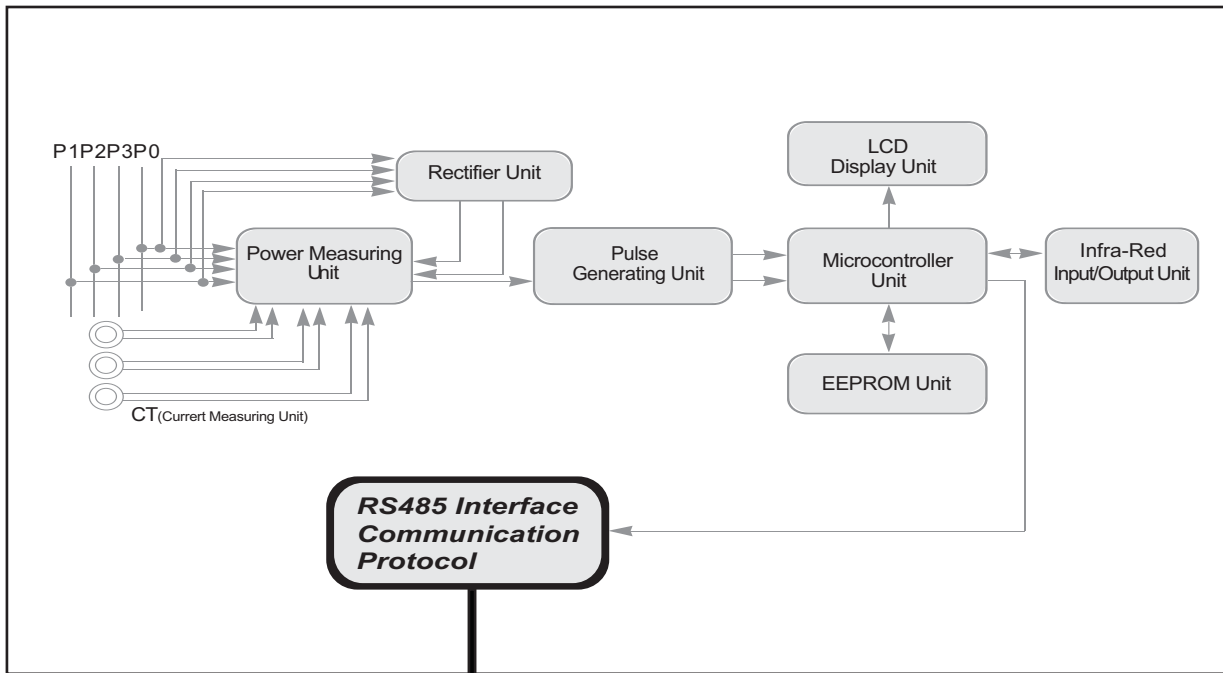 P1P2P3P0
Rectifier Unit
LCD
Display Unit
Power Measuring
Unit
Pulse
Generating Unit
Microcontroller
Unit
Infra-Red
Input/Output Unit
EEPROM Unit
CT(Currert Measuring Unit)
RS485 Interface
Communication
Protocol